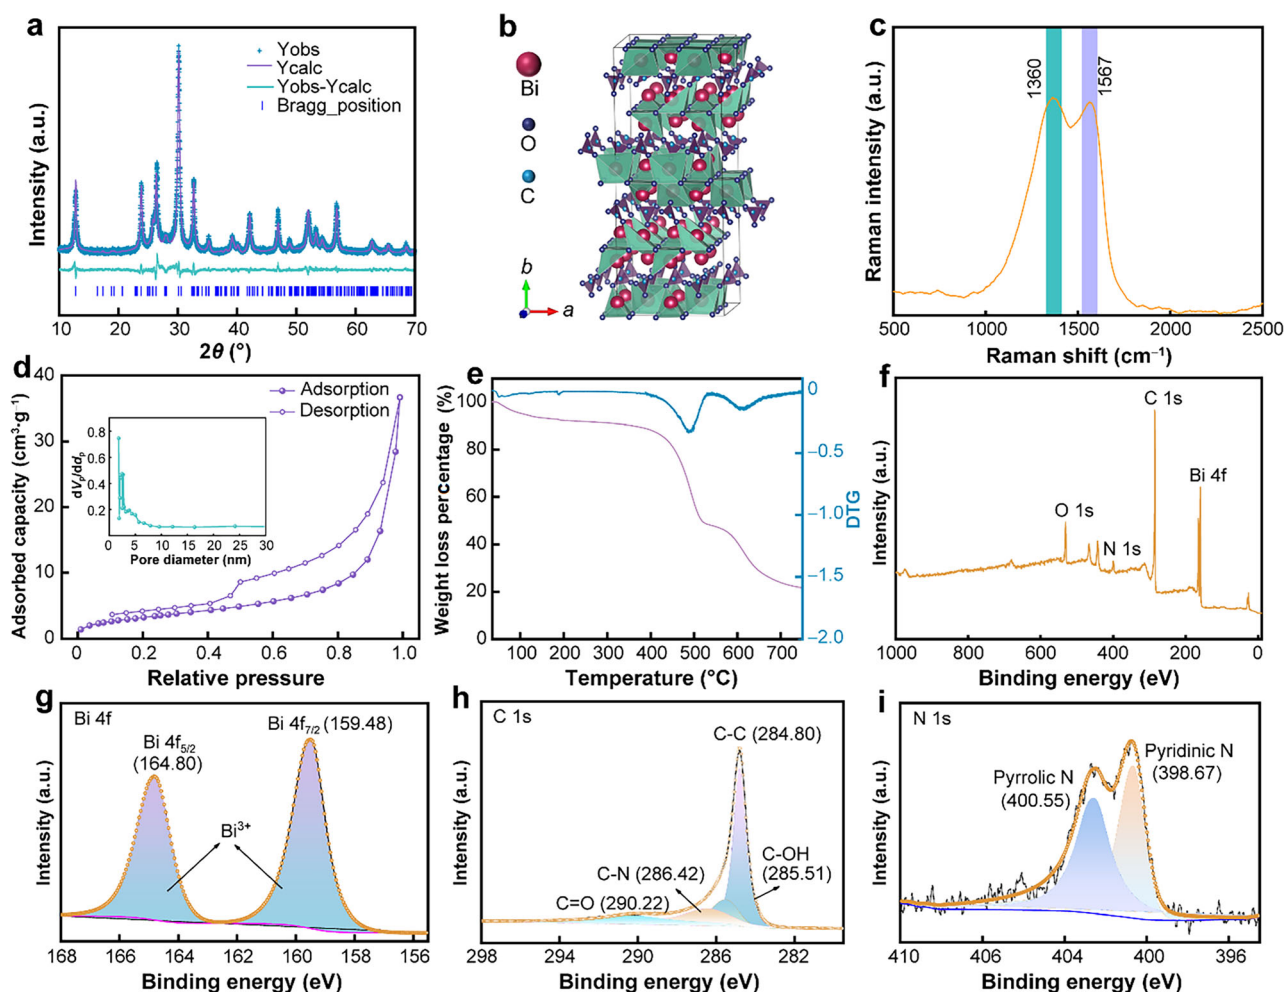 a
Yobs
Ycalc
Yobs-Ycalc
Bragg_position
Intensity (a.u.)
10 20 30 40 50 60 70
2θ (°)
b
Bi
O
C
b
a
c
1360
1567
Raman intensity (a.u.)
500 1000 1500 2000 2500
Raman shift (cm⁻¹)
d
Adsorption
Desorption
Adsorbed capacity (cm³·g⁻¹)
40
30
20
10
0
0 0.2 0.4 0.6 0.8 1.0
Relative pressure
dVₚ/ddₚ
0.8
0.6
0.4
0.2
0 5 10 15 20 25 30
Pore diameter (nm)
e
Weight loss percentage (%)
100
80
60
40
20
0
100 200 300 400 500 600 700
Temperature (°C)
0
−0.5
−1.0
−1.5
−2.0
DTG
f
C 1s
Bi 4f
O 1s
N 1s
Intensity (a.u.)
1000 800 600 400 200 0
Binding energy (eV)
g
Bi 4f
Bi 4f₇/₂ (159.48)
Bi 4f₅/₂
(164.80)
Bi³⁺
Intensity (a.u.)
168 166 164 162 160 158 156
Binding energy (eV)
h
C 1s
C-C (284.80)
C-OH
(285.51)
C-N (286.42)
C=O (290.22)
Intensity (a.u.)
298 294 290 286 282
Binding energy (eV)
i
N 1s
Pyridinic N
(398.67)
Pyrrolic N
(400.55)
Intensity (a.u.)
410 408 406 404 402 400 398 396
Binding energy (eV)